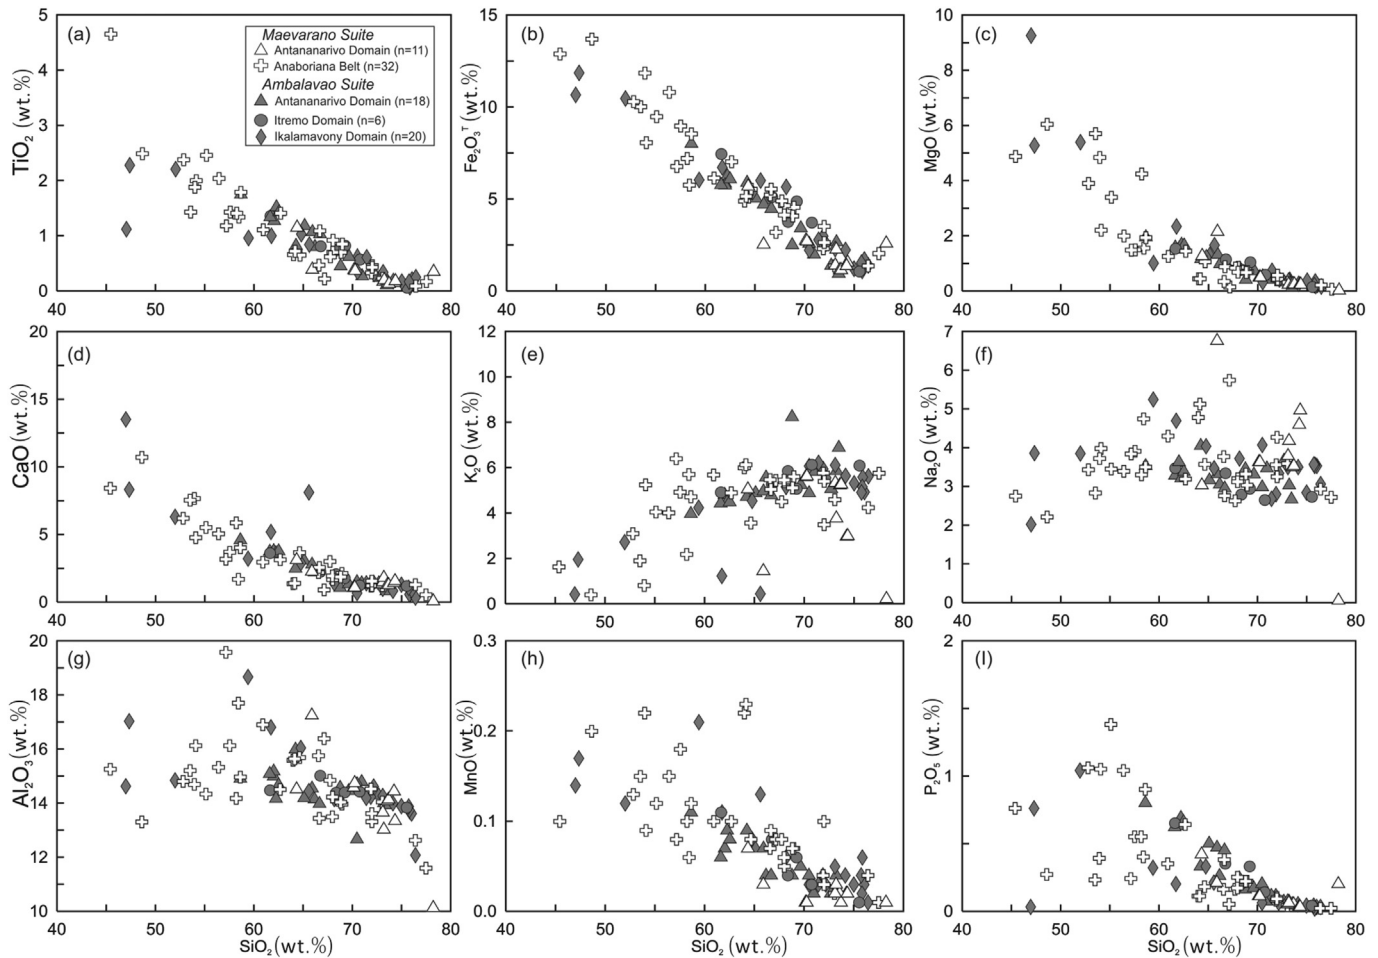 (a)
Maevarano Suite
Antananarivo Domain (n=11)
Anaboriana Belt (n=32)
Ambalavao Suite
Antananarivo Domain (n=18)
Itremo Domain (n=6)
Ikalamavony Domain (n=20)
TiO₂ (wt.%)
5
4
3
2
1
0
40 50 60 70 80
(b)
Fe₂O₃ᵀ (wt.%)
15
10
5
0
50 60 70 80
(c)
MgO (wt.%)
10
8
6
4
2
0
40 50 60 70 80
(d)
CaO (wt.%)
20
15
10
5
0
40 50 60 70 80
(e)
K₂O (wt.%)
12
10
8
6
4
2
0
50 60 70 80
(f)
Na₂O (wt.%)
7
6
5
4
3
2
1
0
50 60 70 80
(g)
Al₂O₃ (wt.%)
20
18
16
14
12
10
40 50 60 70 80
SiO₂ (wt.%)
(h)
MnO (wt.%)
0.3
0.2
0.1
0.0
50 60 70 80
SiO₂ (wt.%)
(I)
P₂O₅ (wt.%)
2
1
0
40 50 60 70 80
SiO₂ (wt.%)